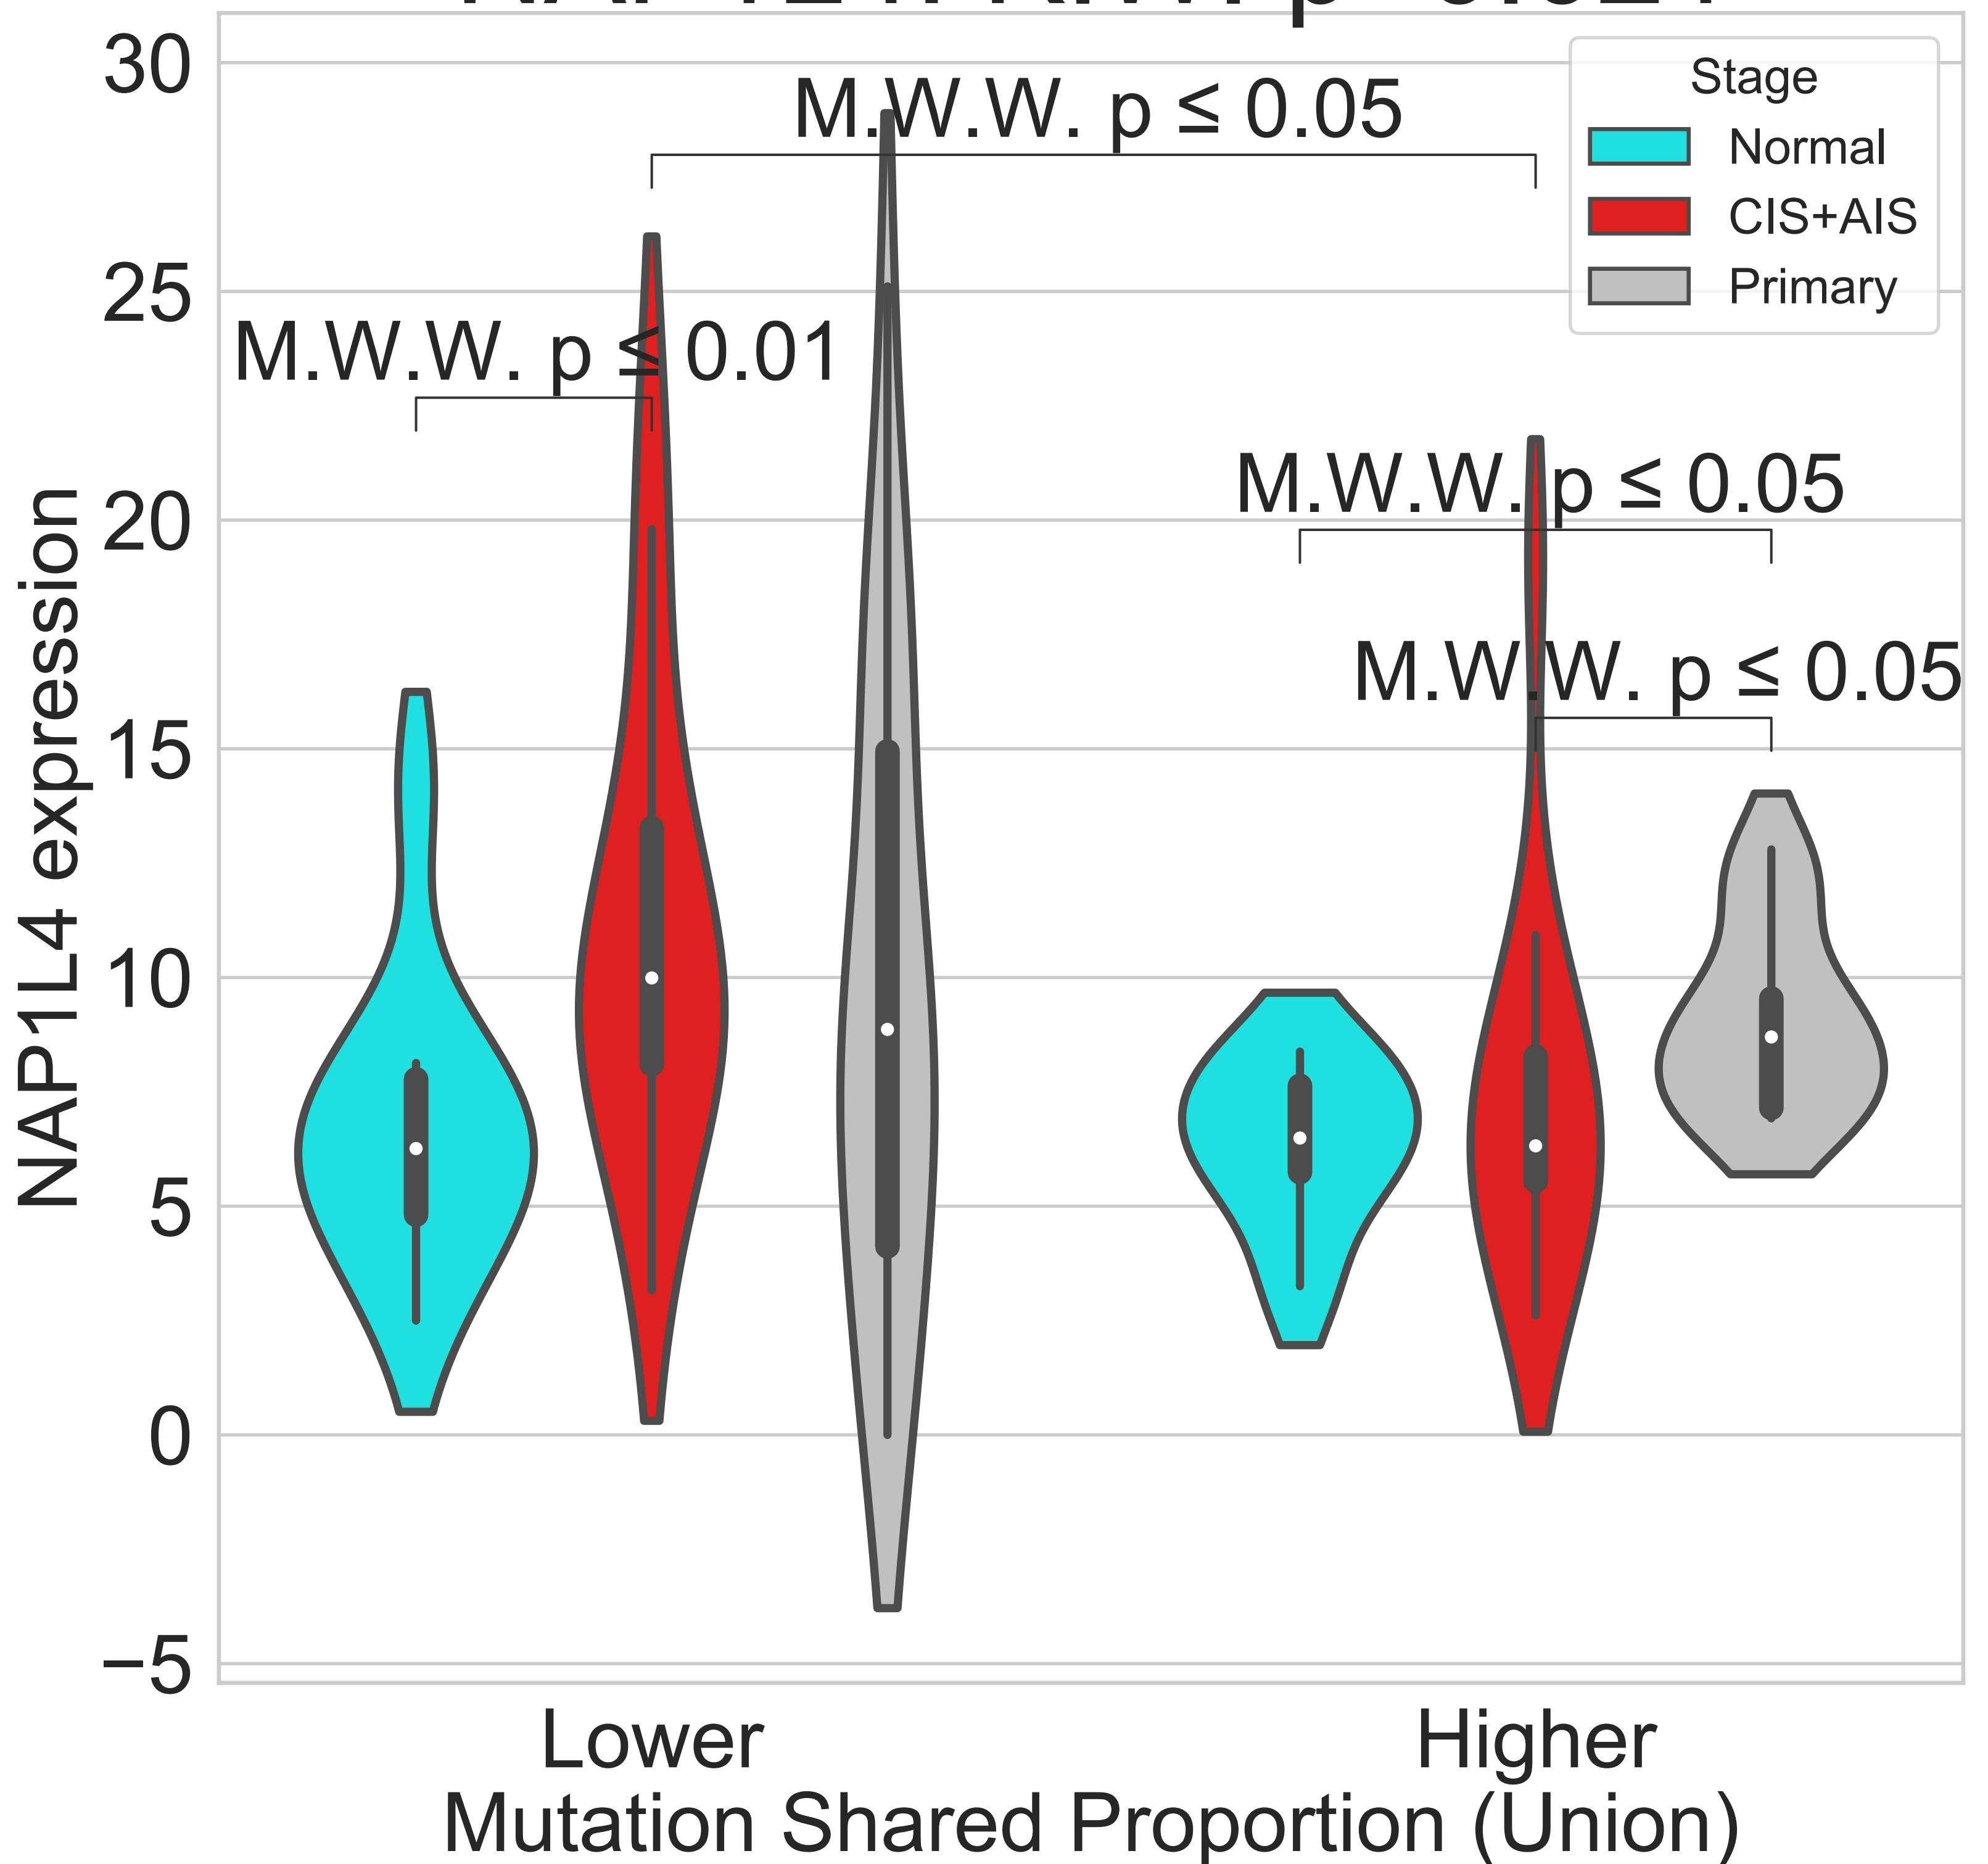 30
M.W.W. p ≤ 0.05
Stage
Normal
CIS+AIS
Primary
25
M.W.W. p ≤ 0.01
M.W.W. p ≤ 0.05
20
M.W.W. p ≤ 0.05
15
10
5
0
−5
NAP1L4 expression
Lower
Higher
Mutation Shared Proportion (Union)